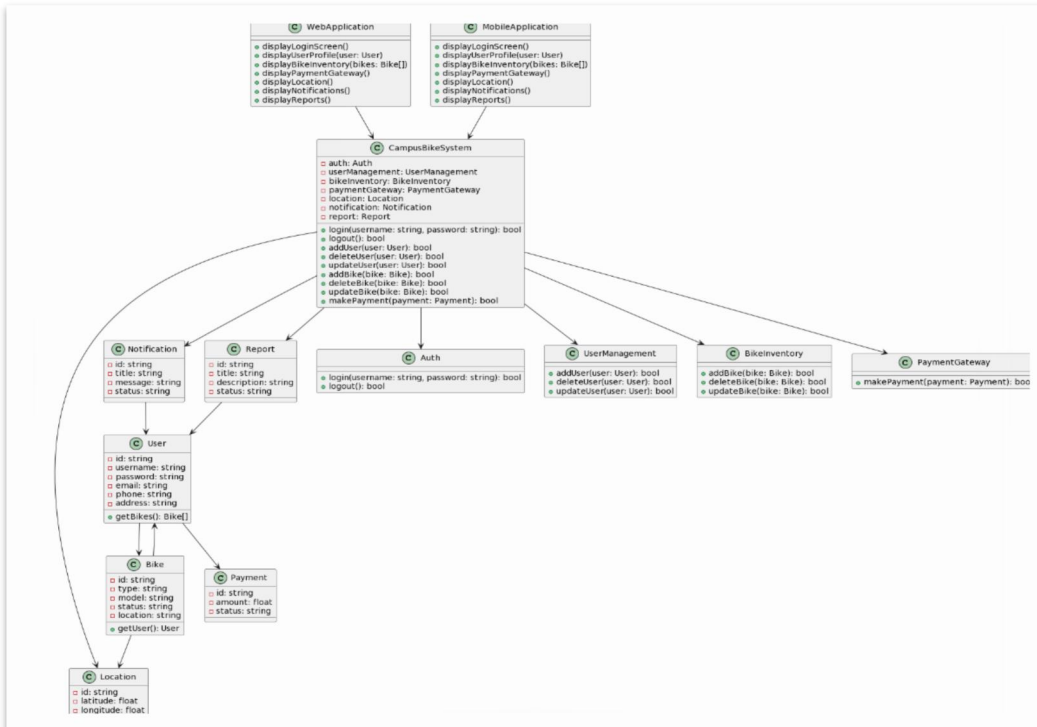 C WebApplication
displayLoginScreen()
displayUserProfile(user: User)
displayBikeInventory(bikes: Bike[])
displayPaymentGateway()
displayLocation()
displayNotifications()
displayReports()
C MobileApplication
displayLoginScreen()
displayUserProfile(user: User)
displayBikeInventory(bikes: Bike[])
displayPaymentGateway()
displayLocation()
displayNotifications()
displayReports()
C CampusBikeSystem
auth: Auth
userManagement: UserManagement
bikeInventory: BikeInventory
paymentGateway: PaymentGateway
location: Location
notification: Notification
report: Report
login(username: string, password: string): bool
logout(): bool
addUser(user: User): bool
deleteUser(user: User): bool
updateUser(user: User): bool
addBike(bike: Bike): bool
deleteBike(bike: Bike): bool
updateBike(bike: Bike): bool
makePayment(payment: Payment): bool
C Notification
id: string
title: string
message: string
status: string
C Report
id: string
title: string
description: string
status: string
C Auth
login(username: string, password: string): bool
logout(): bool
C UserManagement
addUser(user: User): bool
deleteUser(user: User): bool
updateUser(user: User): bool
C BikeInventory
addBike(bike: Bike): bool
deleteBike(bike: Bike): bool
updateBike(bike: Bike): bool
C PaymentGateway
makePayment(payment: Payment): boo
C User
id: string
username: string
password: string
email: string
phone: string
address: string
getBikes(): Bike[]
C Bike
id: string
type: string
model: string
status: string
location: string
getUser(): User
C Payment
id: string
amount: float
status: string
C Location
id: string
latitude: float
longitude: float